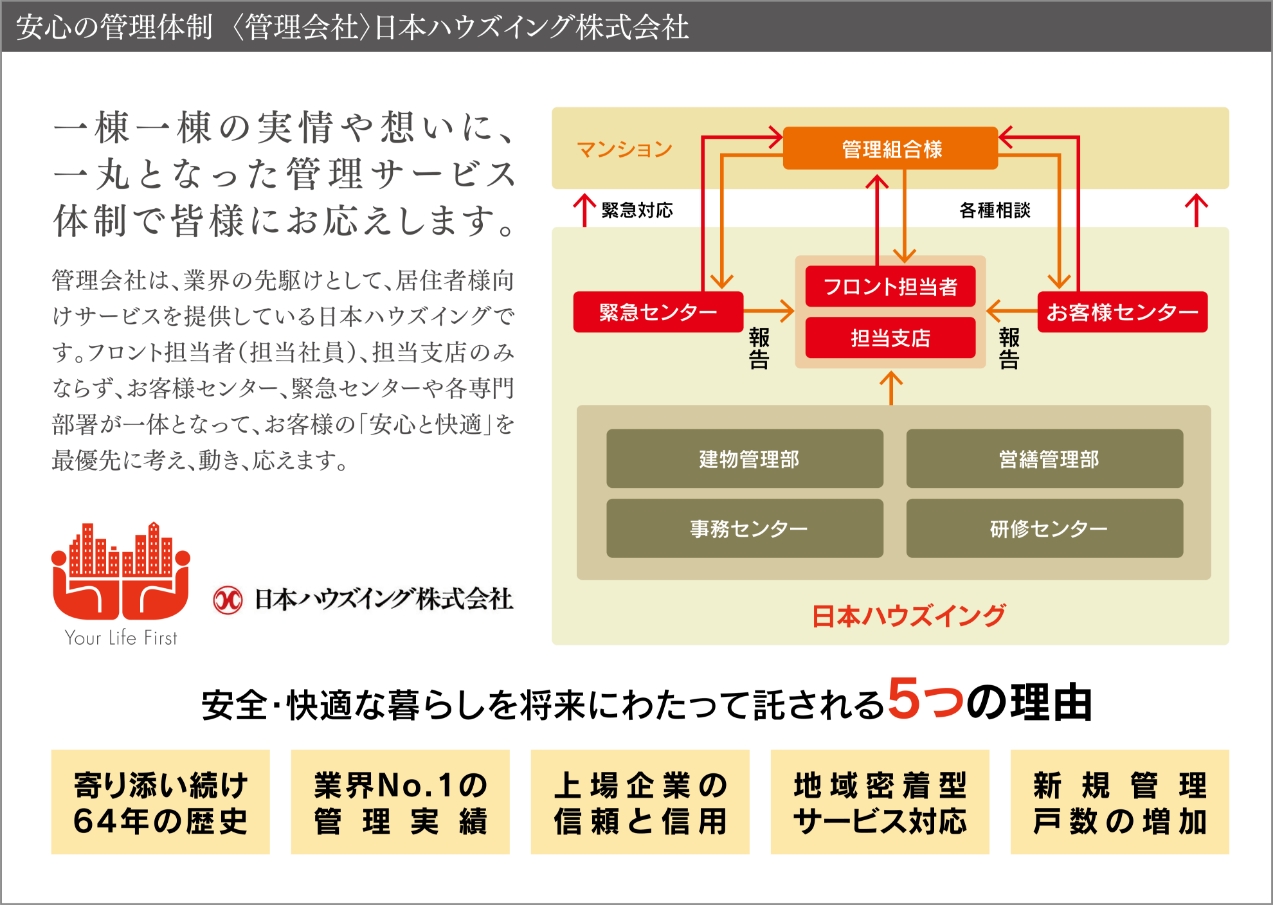 安心の管理体制 〈管理会社〉日本ハウズイング株式会社
一棟一棟の実情や想いに、
一丸となった管理サービス
体制で皆様にお応えします。
管理会社は、業界の先駆けとして、居住者様向
けサービスを提供している日本ハウズイングで
す。フロント担当者（担当社員）、担当支店のみ
ならず、お客様センター、緊急センターや各専門
部署が一体となって、お客様の「安心と快適」を
最優先に考え、動き、応えます。
Your Life First
日本ハウズイング株式会社
マンション
管理組合様
緊急対応
各種相談
緊急センター
フロント担当者
担当支店
お客様センター
報告
報告
建物管理部
営繕管理部
事務センター
研修センター
日本ハウズイング
安全・快適な暮らしを将来にわたって託される5つの理由
寄り添い続け
64年の歴史
業界No.1の
管理実績
上場企業の
信頼と信用
地域密着型
サービス対応
新規管理
戸数の増加